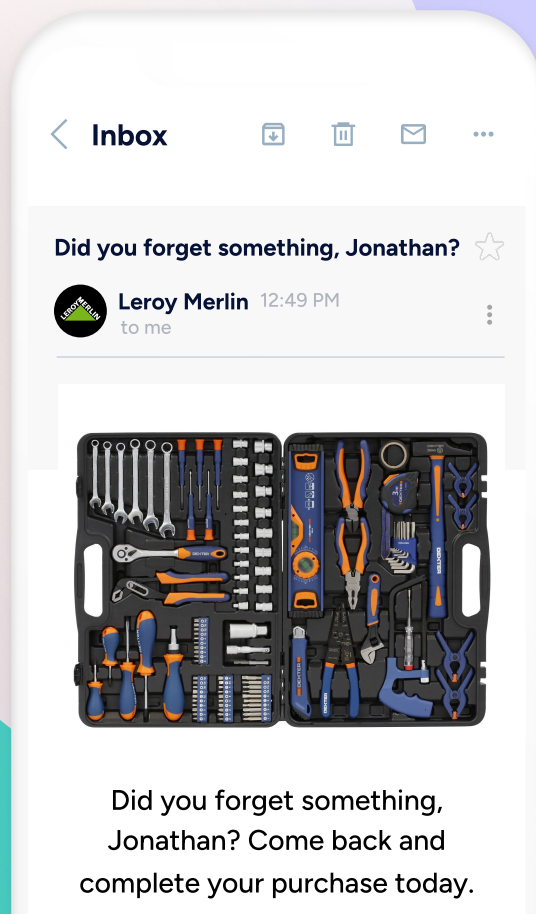 Inbox
Did you forget something, Jonathan?
LEROY MERLIN
Leroy Merlin 12:49 PM
to me
DEXTER
DEXTER
DEXTER
Did you forget something,
Jonathan? Come back and
complete your purchase today.